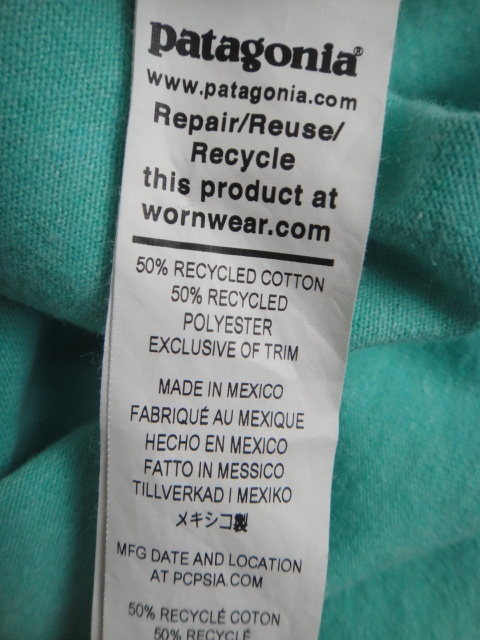 patagonia®
www.patagonia.com
Repair/Reuse/
Recycle
this product at
wornwear.com
50% RECYCLED COTTON
50% RECYCLED
POLYESTER
EXCLUSIVE OF TRIM
MADE IN MEXICO
FABRIQUÉ AU MEXIQUE
HECHO EN MEXICO
FATTO IN MESSICO
TILLVERKAD I MEXIKO
メキシコ製
MFG DATE AND LOCATION
AT PCPSIA.COM
50% RECYCLÉ COTON
50% RECYCLÉ